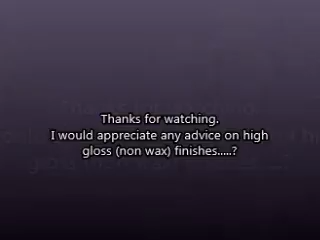 Thanks for watching.
I would appreciate any advice on high
gloss (non wax) finishes.....?